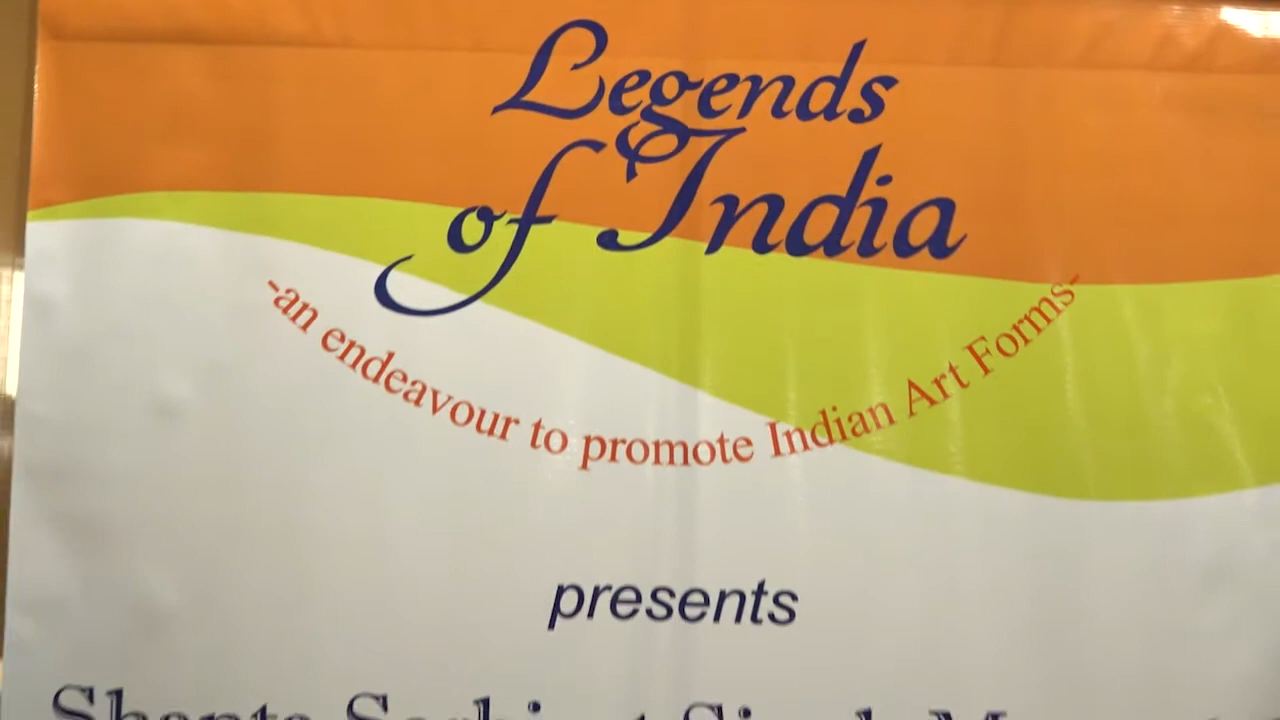 Legends
of India
-an endeavour to promote Indian Art Forms-
presents